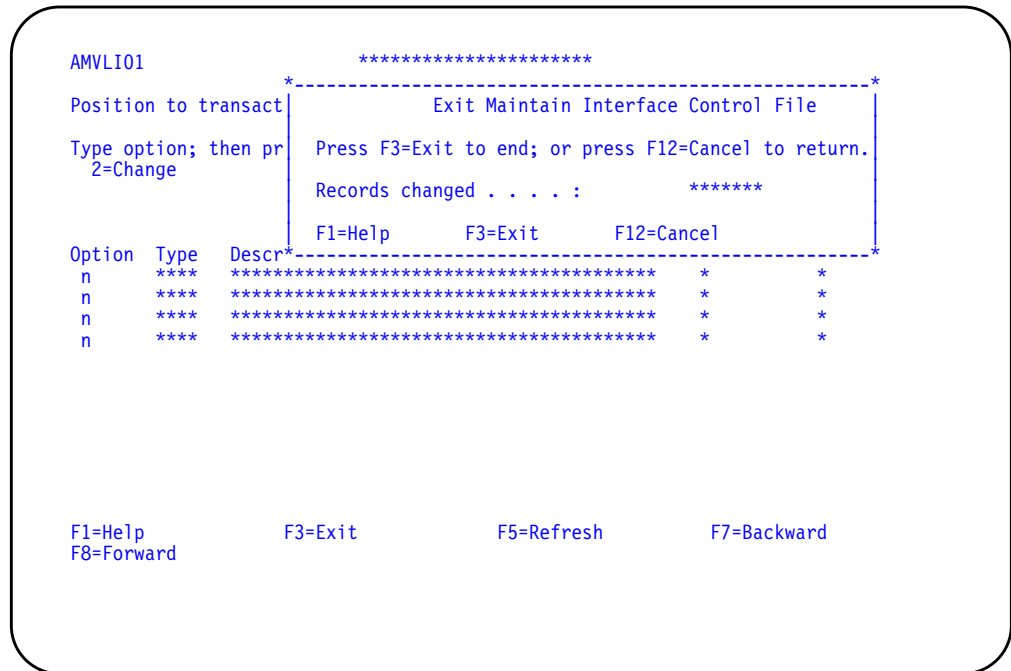 AMVLI01 **********************
*------------------------------------------------------*
Position to transact| Exit Maintain Interface Control File |
Type option; then pr| Press F3=Exit to end; or press F12=Cancel to return.|
2=Change
Records changed . . . . : *******
F1=Help F3=Exit F12=Cancel
Option Type Descr*------------------------------------------------------*
n **** **************************************** * *
n **** **************************************** * *
n **** **************************************** * *
n **** **************************************** * *
F1=Help F3=Exit F5=Refresh F7=Backward
F8=Forward